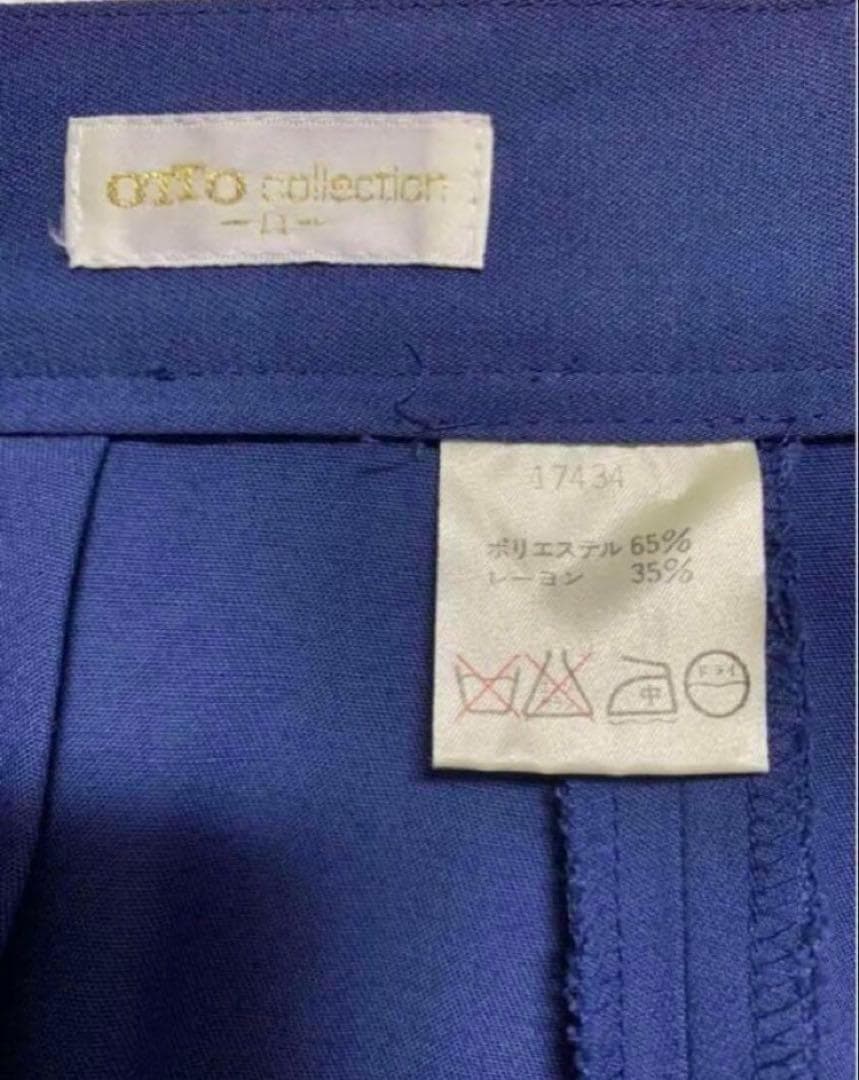 OTTO collection
17434
ポリエステル 65%
レーヨン 35%
中
ドライ